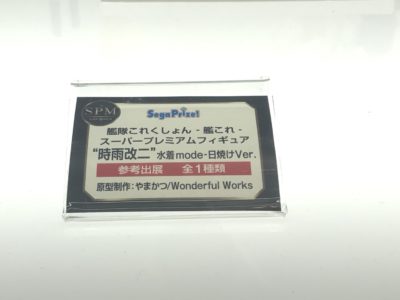 SPM
SegaPrize!
艦隊これくしょん - 艦これ -
スーパープレミアムフィギュア
“時雨改二”水着mode-日焼けVer.
参考出展 全1種類
原型制作：やまかつ/Wonderful Works